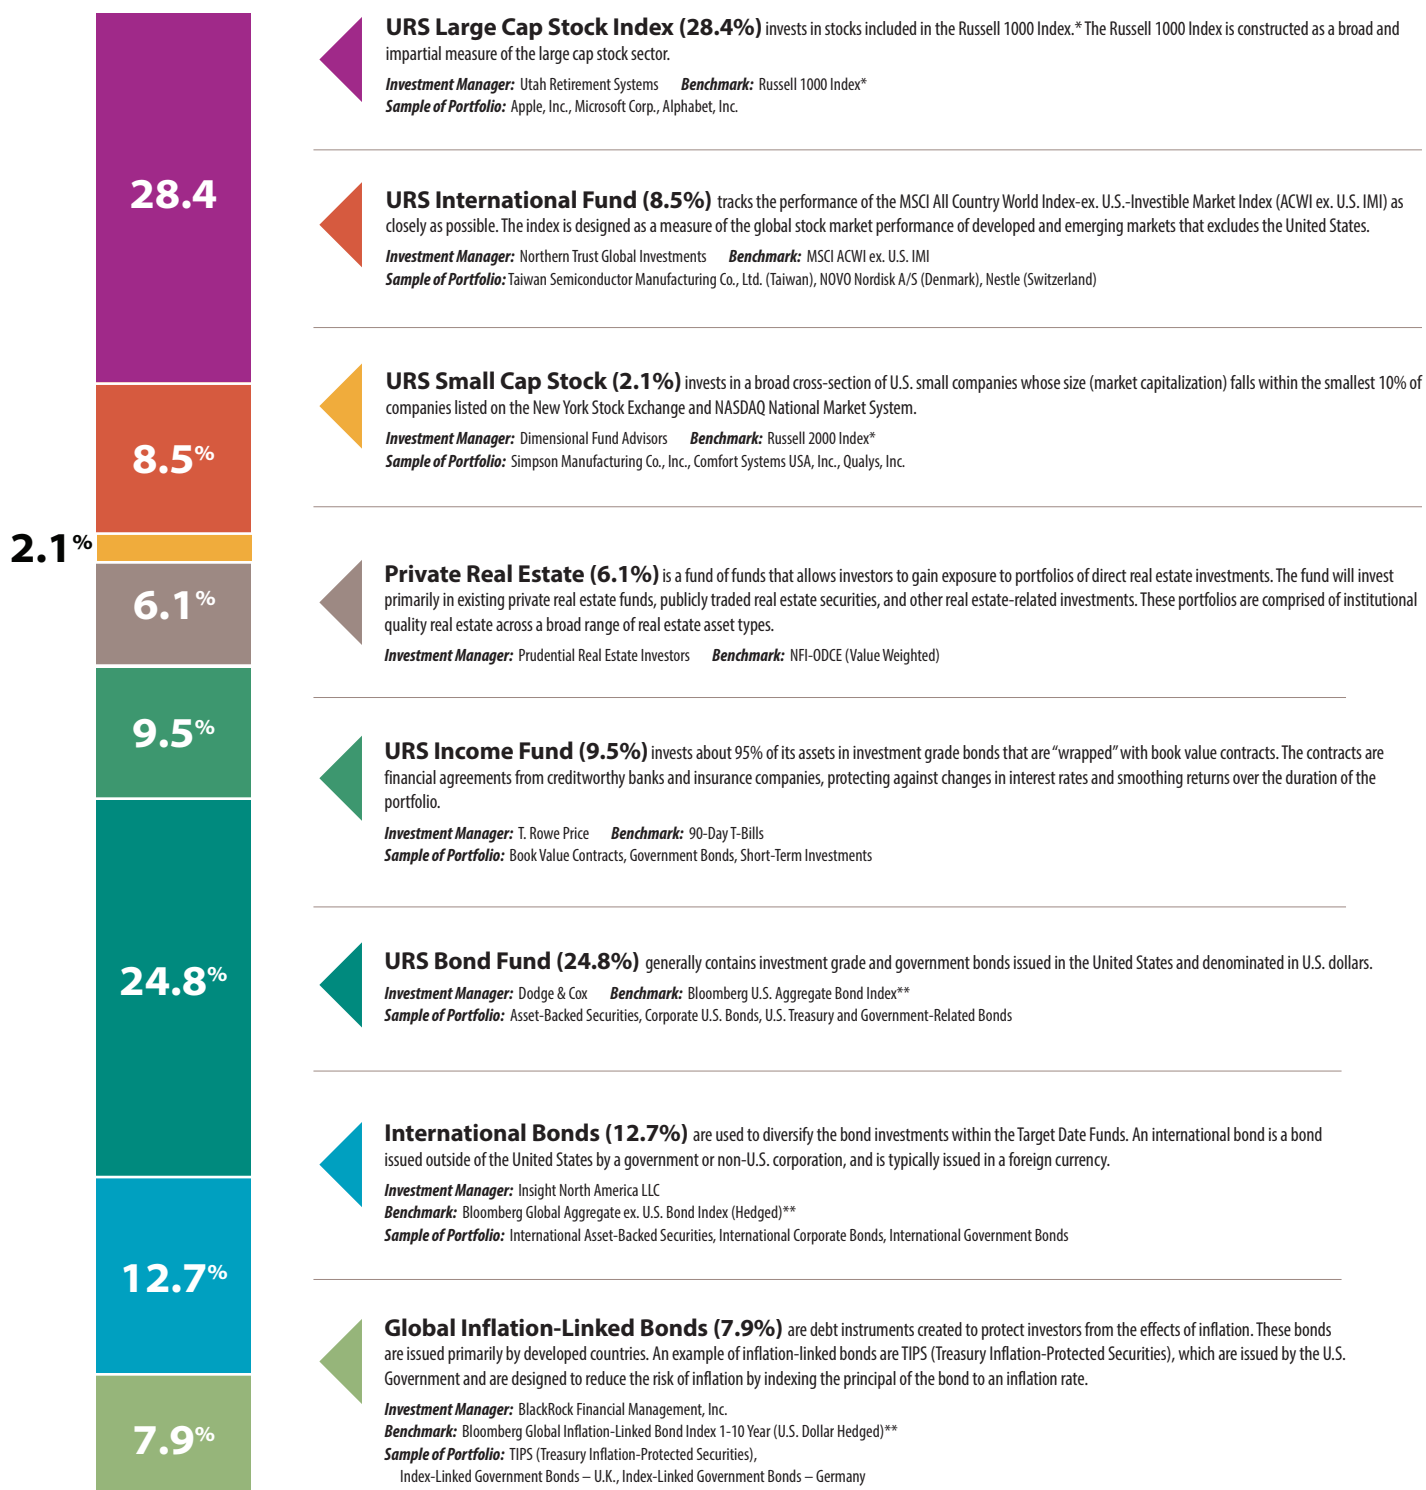 28.4
URS Large Cap Stock Index (28.4%) invests in stocks included in the Russell 1000 Index.* The Russell 1000 Index is constructed as a broad and
impartial measure of the large cap stock sector.
Investment Manager: Utah Retirement Systems Benchmark: Russell 1000 Index*
Sample of Portfolio: Apple, Inc., Microsoft Corp., Alphabet, Inc.
8.5%
URS International Fund (8.5%) tracks the performance of the MSCI All Country World Index-ex. U.S.-Investible Market Index (ACWI ex. U.S. IMI) as
closely as possible. The index is designed as a measure of the global stock market performance of developed and emerging markets that excludes the United States.
Investment Manager: Northern Trust Global Investments Benchmark: MSCI ACWI ex. U.S. IMI
Sample of Portfolio: Taiwan Semiconductor Manufacturing Co., Ltd. (Taiwan), NOVO Nordisk A/S (Denmark), Nestle (Switzerland)
2.1%
URS Small Cap Stock (2.1%) invests in a broad cross-section of U.S. small companies whose size (market capitalization) falls within the smallest 10% of
companies listed on the New York Stock Exchange and NASDAQ National Market System.
Investment Manager: Dimensional Fund Advisors Benchmark: Russell 2000 Index*
Sample of Portfolio: Simpson Manufacturing Co., Inc., Comfort Systems USA, Inc., Qualys, Inc.
6.1%
Private Real Estate (6.1%) is a fund of funds that allows investors to gain exposure to portfolios of direct real estate investments. The fund will invest
primarily in existing private real estate funds, publicly traded real estate securities, and other real estate-related investments. These portfolios are comprised of institutional
quality real estate across a broad range of real estate asset types.
Investment Manager: Prudential Real Estate Investors Benchmark: NFI-ODCE (Value Weighted)
9.5%
URS Income Fund (9.5%) invests about 95% of its assets in investment grade bonds that are “wrapped” with book value contracts. The contracts are
financial agreements from creditworthy banks and insurance companies, protecting against changes in interest rates and smoothing returns over the duration of the
portfolio.
Investment Manager: T. Rowe Price Benchmark: 90-Day T-Bills
Sample of Portfolio: Book Value Contracts, Government Bonds, Short-Term Investments
24.8%
URS Bond Fund (24.8%) generally contains investment grade and government bonds issued in the United States and denominated in U.S. dollars.
Investment Manager: Dodge & Cox Benchmark: Bloomberg U.S. Aggregate Bond Index**
Sample of Portfolio: Asset-Backed Securities, Corporate U.S. Bonds, U.S. Treasury and Government-Related Bonds
12.7%
International Bonds (12.7%) are used to diversify the bond investments within the Target Date Funds. An international bond is a bond
issued outside of the United States by a government or non-U.S. corporation, and is typically issued in a foreign currency.
Investment Manager: Insight North America LLC
Benchmark: Bloomberg Global Aggregate ex. U.S. Bond Index (Hedged)**
Sample of Portfolio: International Asset-Backed Securities, International Corporate Bonds, International Government Bonds
7.9%
Global Inflation-Linked Bonds (7.9%) are debt instruments created to protect investors from the effects of inflation. These bonds
are issued primarily by developed countries. An example of inflation-linked bonds are TIPS (Treasury Inflation-Protected Securities), which are issued by the U.S.
Government and are designed to reduce the risk of inflation by indexing the principal of the bond to an inflation rate.
Investment Manager: BlackRock Financial Management, Inc.
Benchmark: Bloomberg Global Inflation-Linked Bond Index 1-10 Year (U.S. Dollar Hedged)**
Sample of Portfolio: TIPS (Treasury Inflation-Protected Securities),
Index-Linked Government Bonds – U.K., Index-Linked Government Bonds – Germany